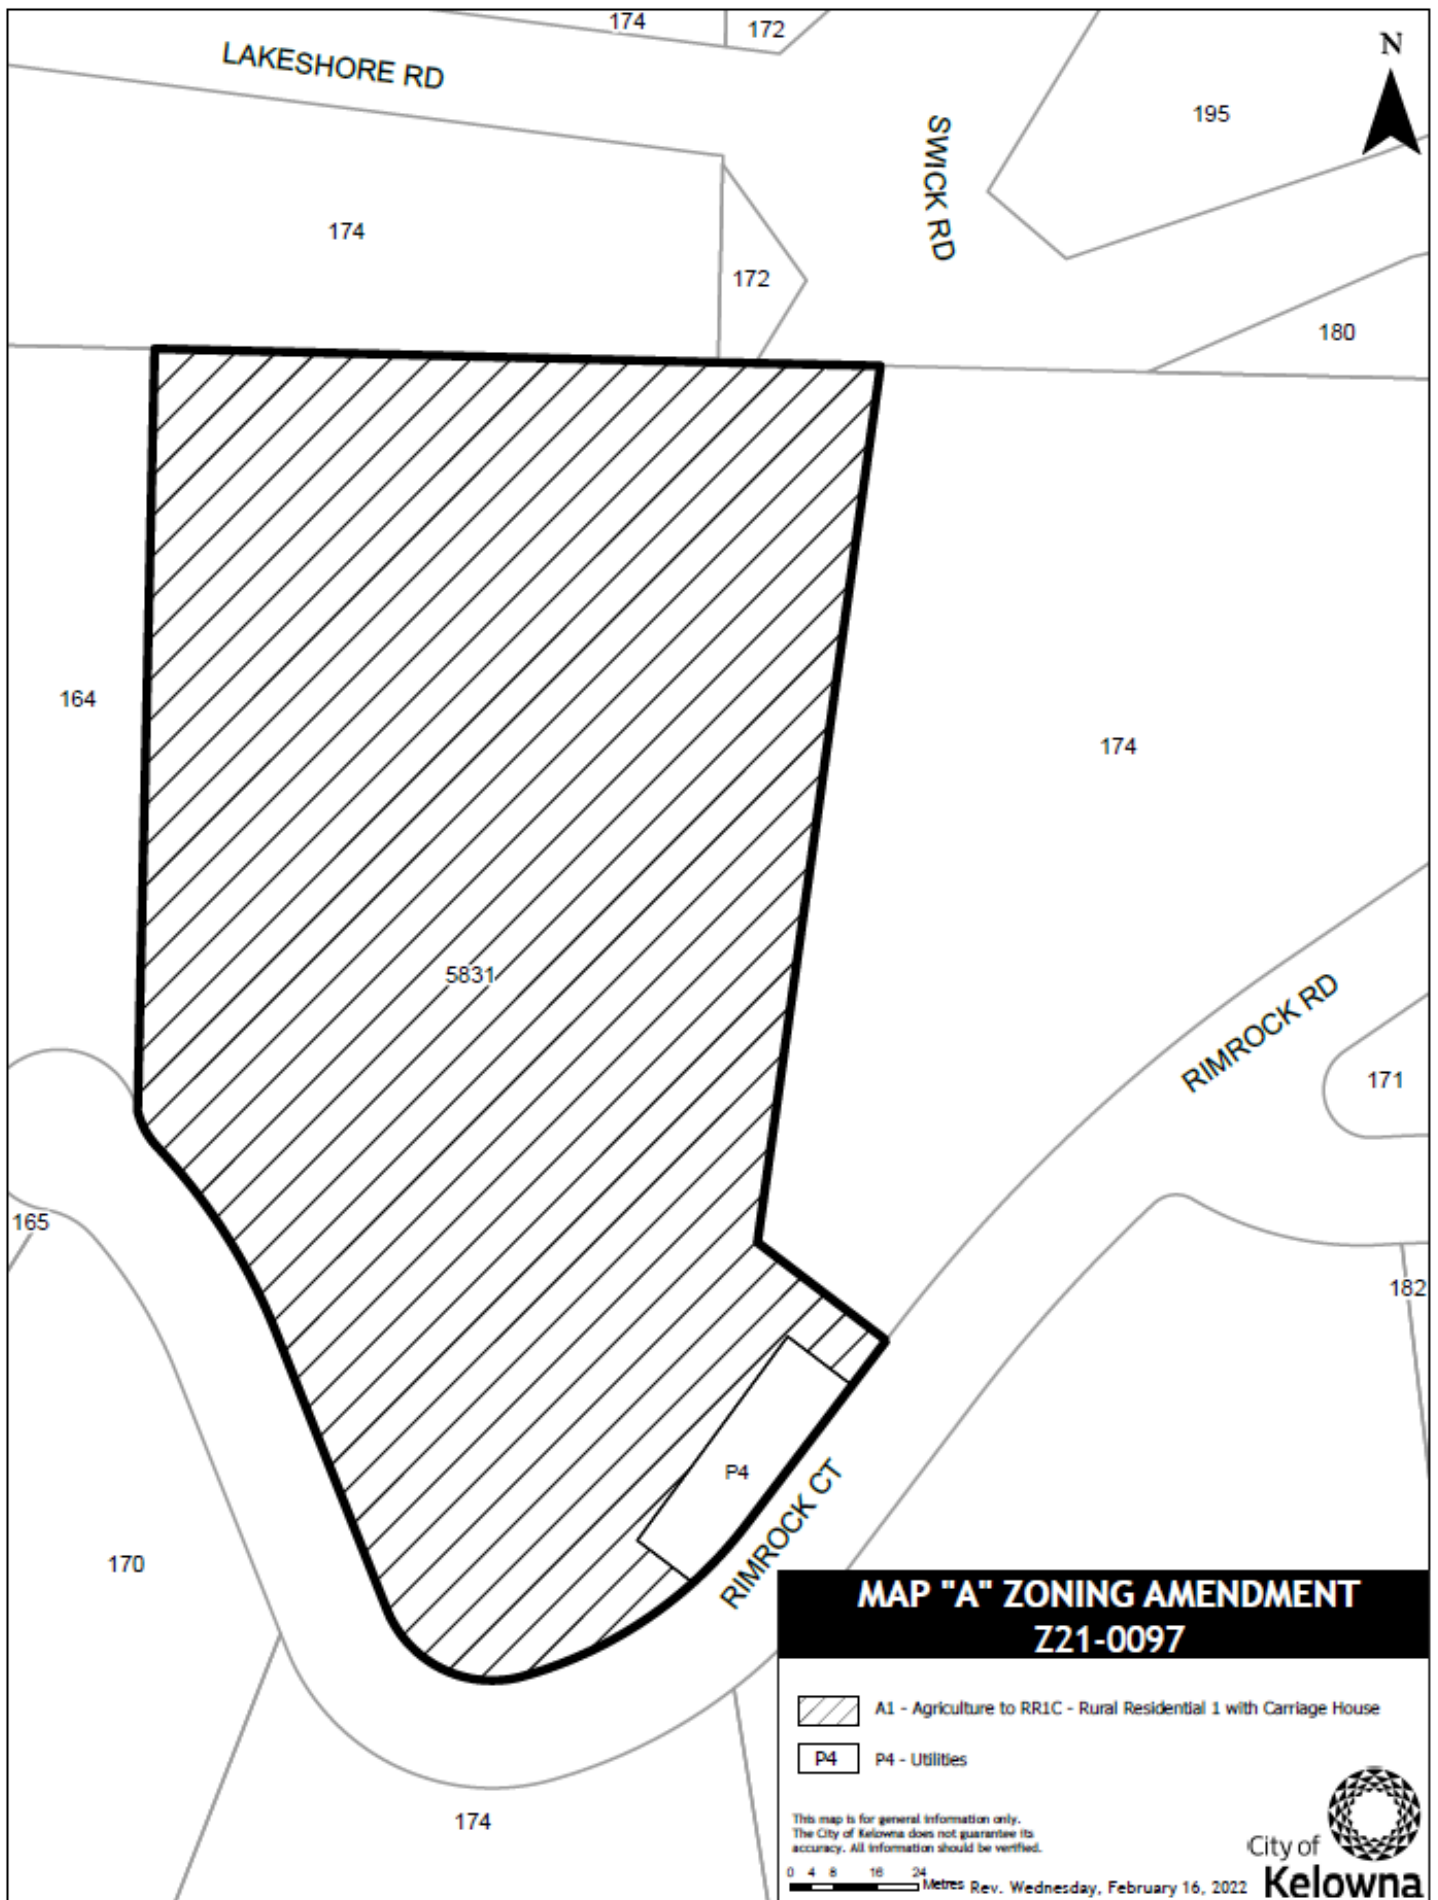 174
172
LAKESHORE RD
N
195
SWICK RD
174
172
180
164
174
5831
RIMROCK RD
171
165
182
P4
RIMROCK CT
170
174
MAP "A" ZONING AMENDMENT
Z21-0097
A1 - Agriculture to RR1C - Rural Residential 1 with Carriage House
P4 P4 - Utilities
This map is for general information only.
The City of Kelowna does not guarantee its
accuracy. All information should be verified.
0 4 8 16 24
Metres Rev. Wednesday, February 16, 2022
City of
Kelowna